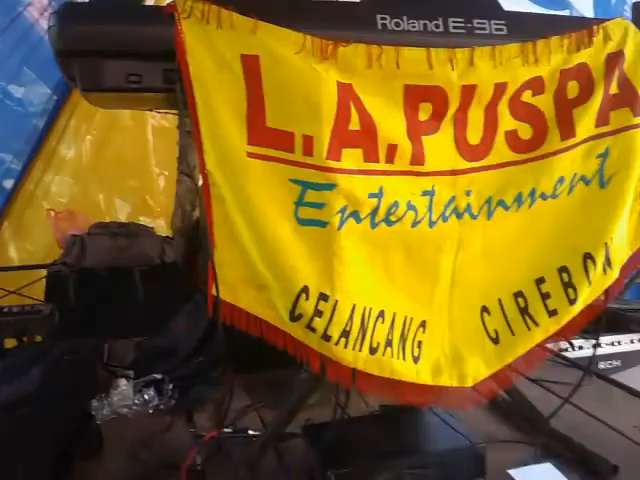 Roland E-96
L.A.PUSPA
Entertainment
CELANCANG CIREBON